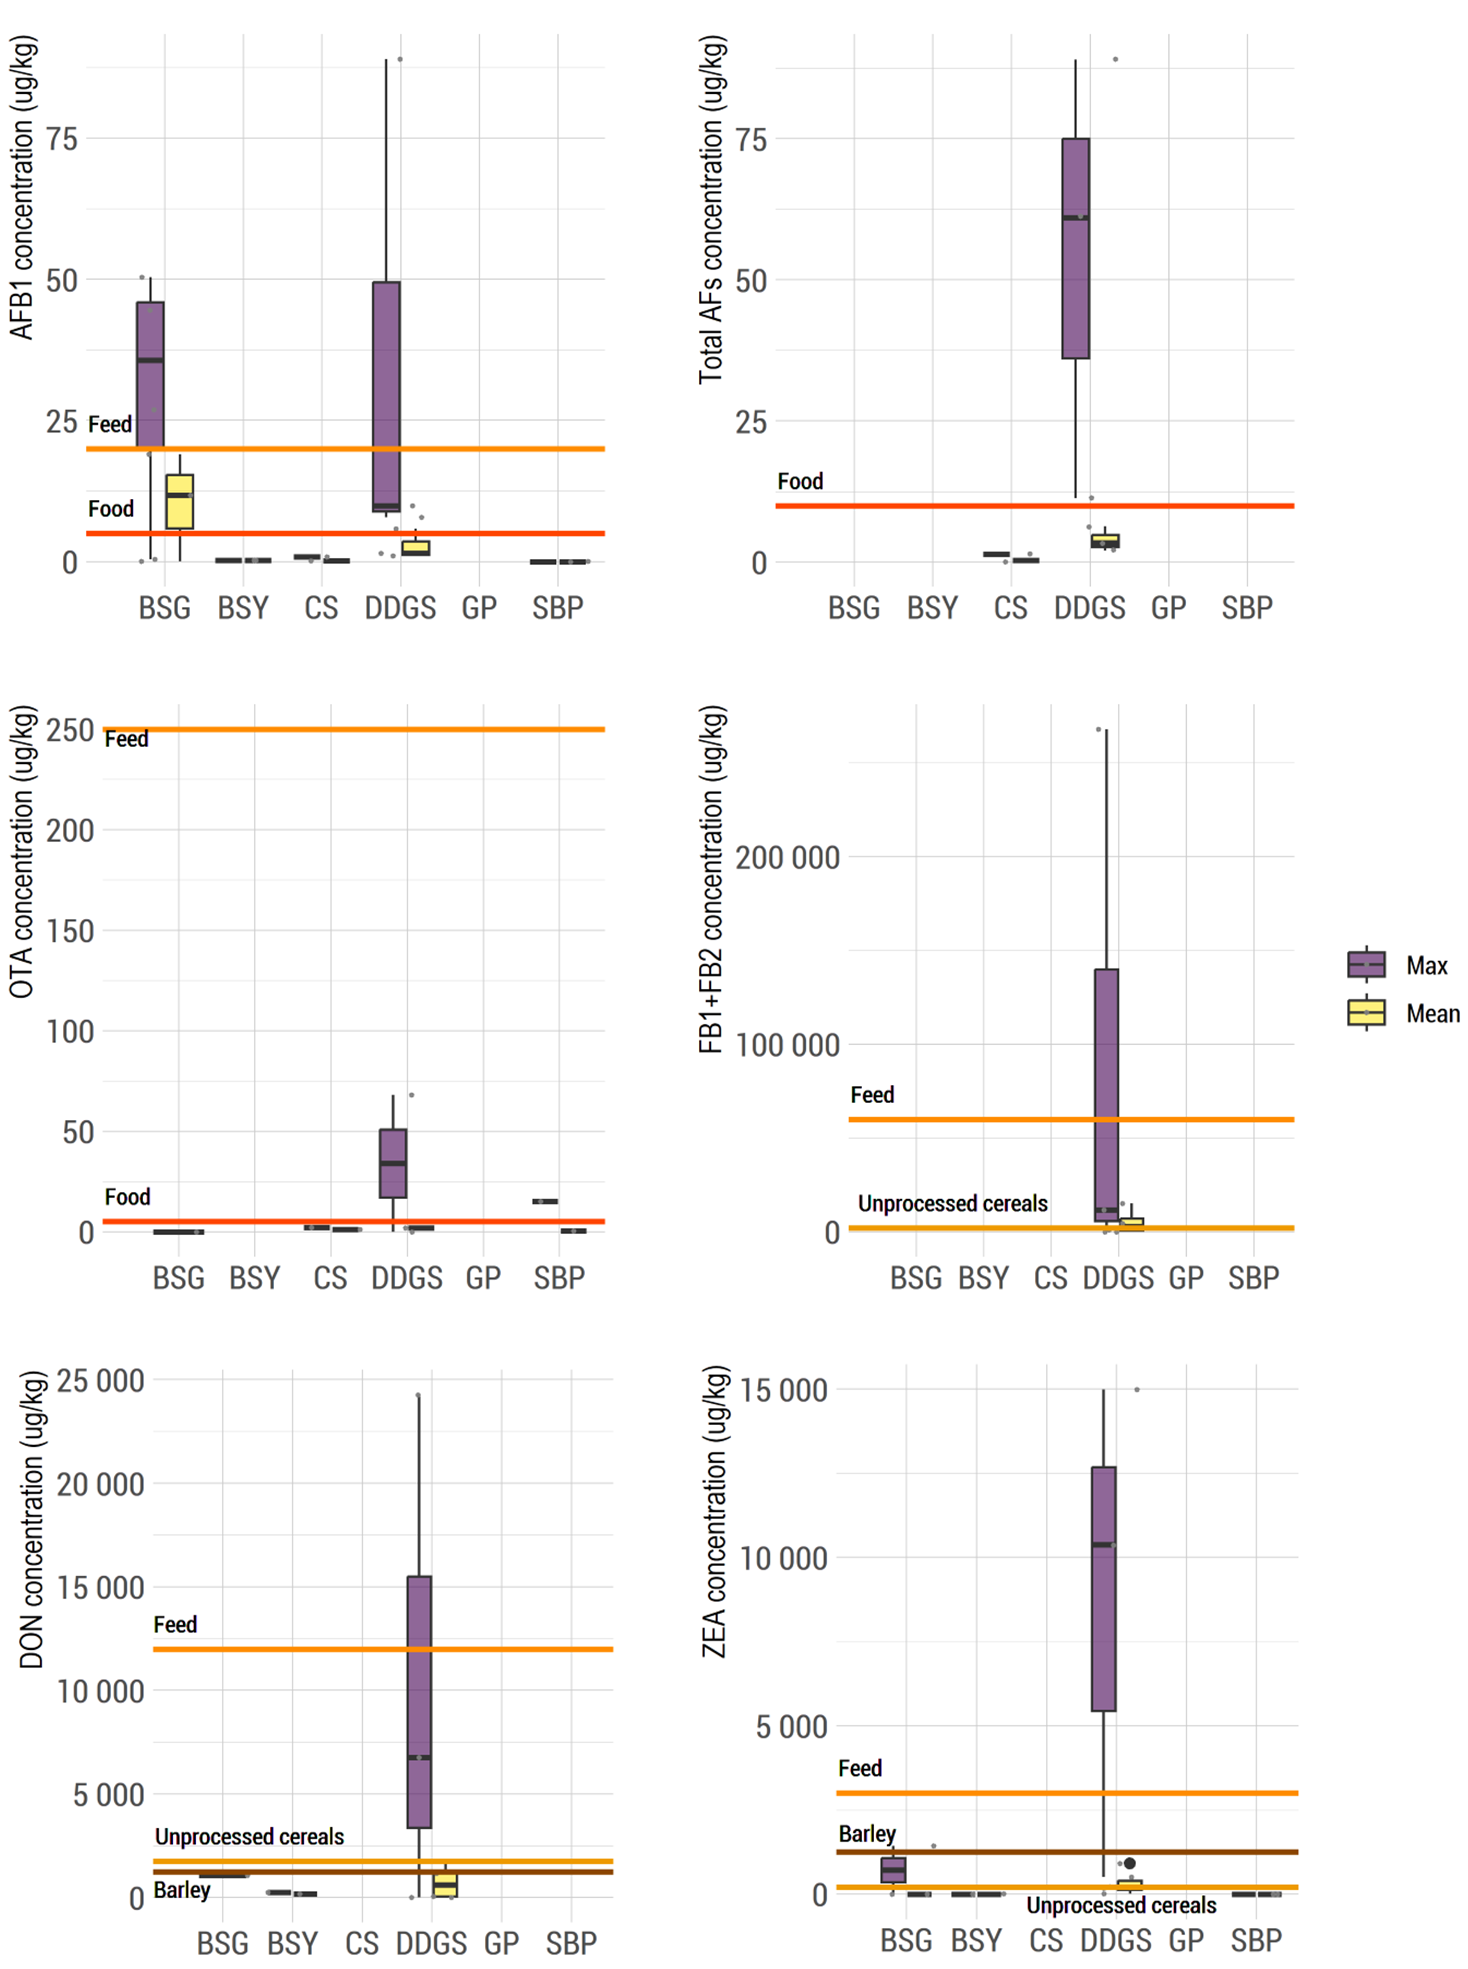 AFB1 concentration (ug/kg)
75
50
25
0
Feed
Food
BSG BSY CS DDGS GP SBP
Total AFs concentration (ug/kg)
75
50
25
0
Food
BSG BSY CS DDGS GP SBP
OTA concentration (ug/kg)
250
200
150
100
50
0
Feed
Food
BSG BSY CS DDGS GP SBP
FB1+FB2 concentration (ug/kg)
200 000
100 000
0
Feed
Unprocessed cereals
BSG BSY CS DDGS GP SBP
Max
Mean
DON concentration (ug/kg)
25 000
20 000
15 000
10 000
5 000
0
Feed
Unprocessed cereals
Barley
BSG BSY CS DDGS GP SBP
ZEA concentration (ug/kg)
15 000
10 000
5 000
0
Feed
Barley
Unprocessed cereals
BSG BSY CS DDGS GP SBP